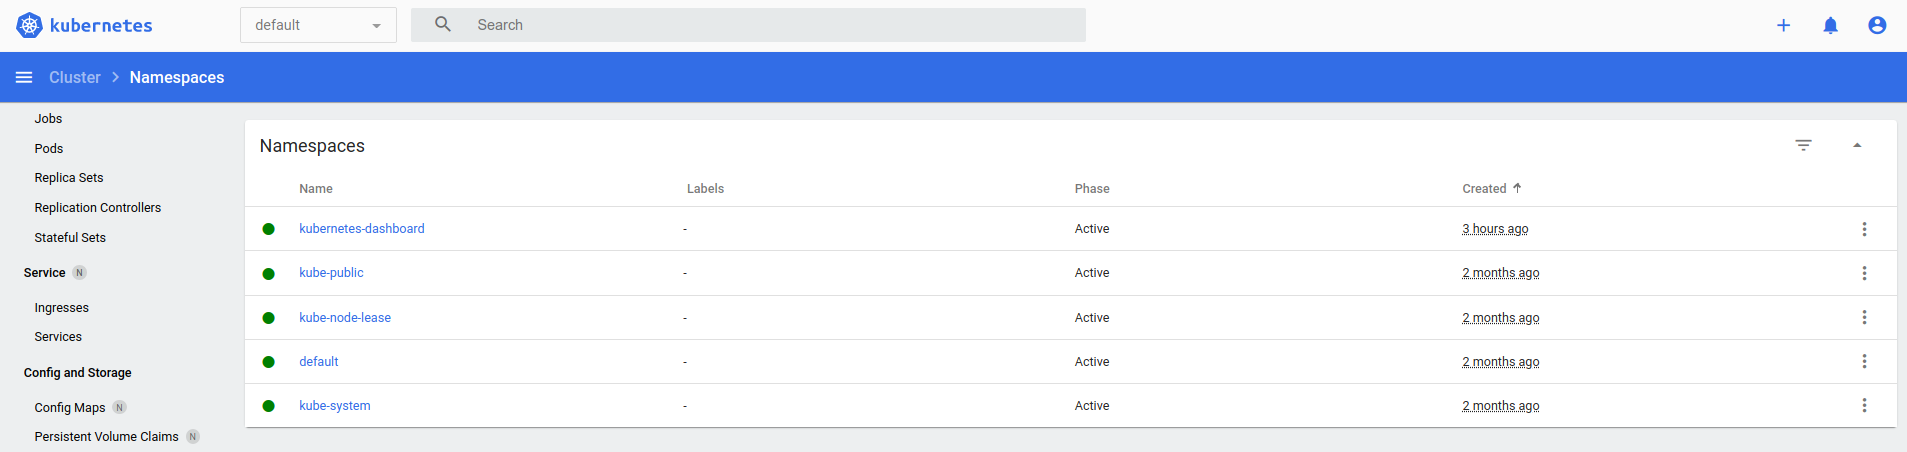 kubernetes
default
Search
Cluster > Namespaces
Jobs
Pods
Replica Sets
Replication Controllers
Stateful Sets
Service N
Ingresses
Services
Config and Storage
Config Maps N
Persistent Volume Claims N
Namespaces
Name Labels Phase Created
kubernetes-dashboard - Active 3 hours ago
kube-public - Active 2 months ago
kube-node-lease - Active 2 months ago
default - Active 2 months ago
kube-system - Active 2 months ago